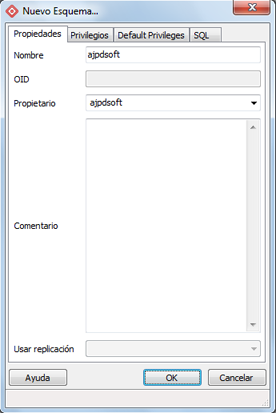 Nuevo Esquema...
Propiedades Privilegios Default Privileges SQL
Nombre ajpdsoft
OID
Propietario ajpdsoft
Comentario
Usar replicación
Ayuda OK Cancelar